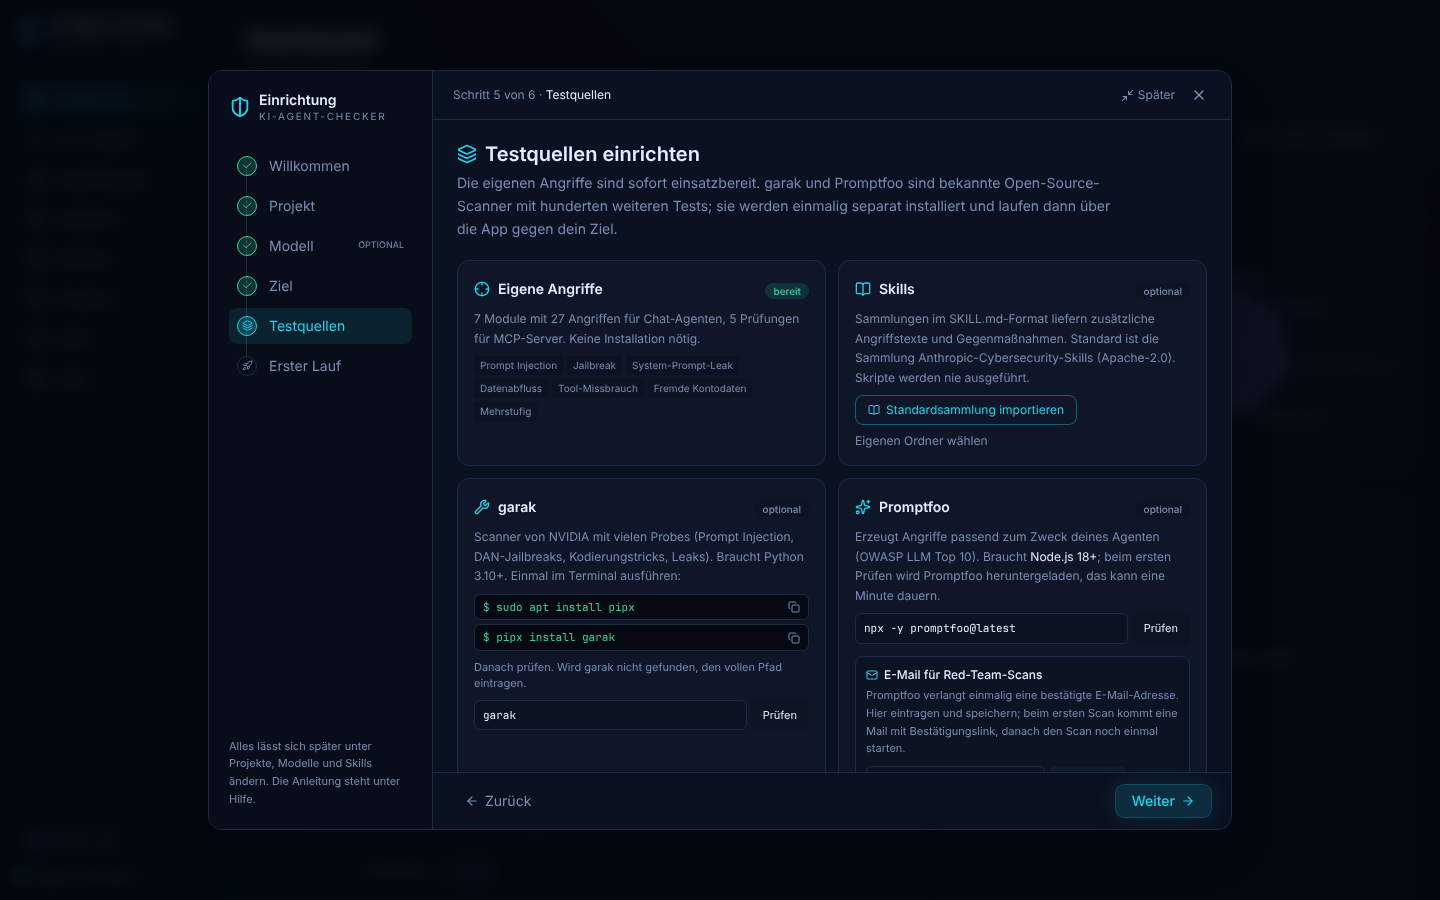 Einrichtung
KI-AGENT-CHECKER
Willkommen
Projekt
Modell OPTIONAL
Ziel
Testquellen
Erster Lauf
Alles lässt sich später unter
Projekte, Modelle und Skills
ändern. Die Anleitung steht unter
Hilfe.
Schritt 5 von 6 · Testquellen
Später
Testquellen einrichten
Die eigenen Angriffe sind sofort einsatzbereit. garak und Promptfoo sind bekannte Open-Source-
Scanner mit hunderten weiteren Tests; sie werden einmalig separat installiert und laufen dann über
die App gegen dein Ziel.
Eigene Angriffe bereit
7 Module mit 27 Angriffen für Chat-Agenten, 5 Prüfungen
für MCP-Server. Keine Installation nötig.
Prompt Injection Jailbreak System-Prompt-Leak
Datenabfluss Tool-Missbrauch Fremde Kontodaten
Mehrstufig
Skills optional
Sammlungen im SKILL.md-Format liefern zusätzliche
Angriffstexte und Gegenmaßnahmen. Standard ist die
Sammlung Anthropic-Cybersecurity-Skills (Apache-2.0).
Skripte werden nie ausgeführt.
Standardsammlung importieren
Eigenen Ordner wählen
garak optional
Scanner von NVIDIA mit vielen Probes (Prompt Injection,
DAN-Jailbreaks, Kodierungstricks, Leaks). Braucht Python
3.10+. Einmal im Terminal ausführen:
$ sudo apt install pipx
$ pipx install garak
Danach prüfen. Wird garak nicht gefunden, den vollen Pfad
eintragen.
garak Prüfen
Promptfoo optional
Erzeugt Angriffe passend zum Zweck deines Agenten
(OWASP LLM Top 10). Braucht Node.js 18+; beim ersten
Prüfen wird Promptfoo heruntergeladen, das kann eine
Minute dauern.
npx -y promptfoo@latest Prüfen
E-Mail für Red-Team-Scans
Promptfoo verlangt einmalig eine bestätigte E-Mail-Adresse.
Hier eintragen und speichern; beim ersten Scan kommt eine
Mail mit Bestätigungslink, danach den Scan noch einmal
starten.
Zurück
Weiter